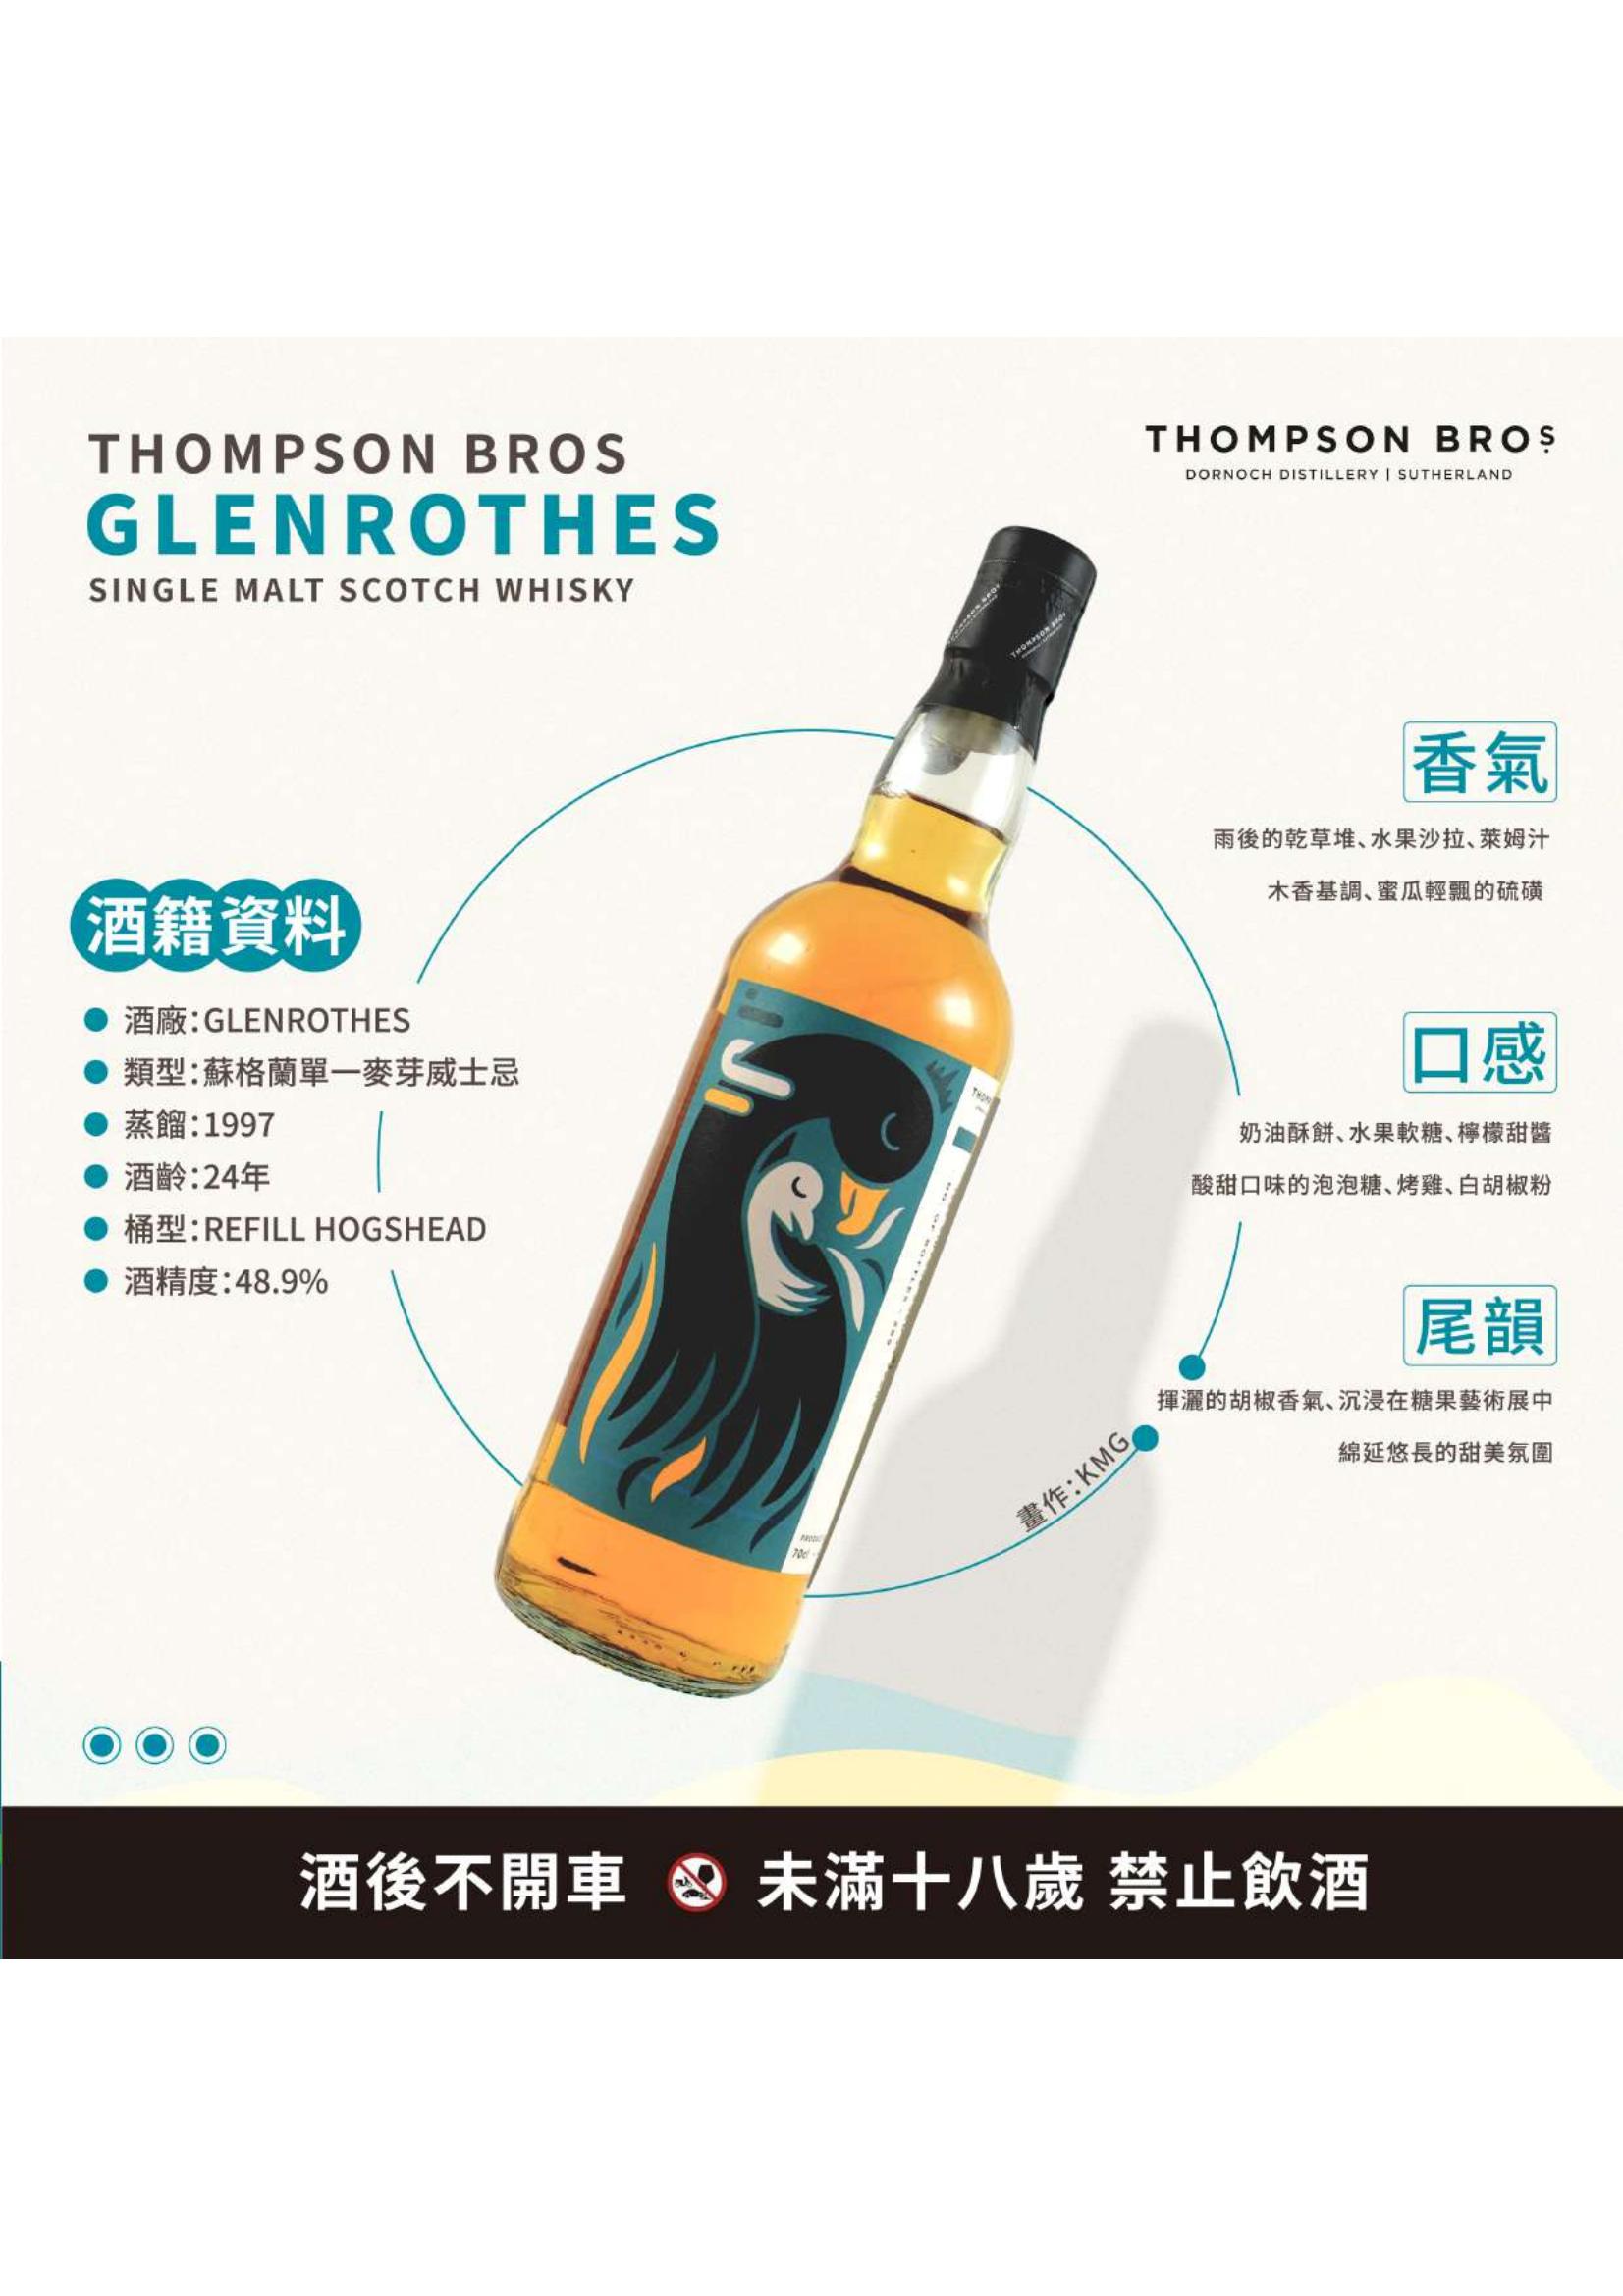 THOMPSON BROS
GLENROTHES
SINGLE MALT SCOTCH WHISKY
THOMPSON BROS
DORNOCH DISTILLERY | SUTHERLAND
THOMPSON BROS
THOMPSON BROS
酒籍資料
酒廠:GLENROTHES
類型:蘇格蘭單一麥芽威士忌
蒸餾:1997
酒齡:24年
桶型:REFILL HOGSHEAD
酒精度:48.9%
香氣
雨後的乾草堆、水果沙拉、萊姆汁
木香基調、蜜瓜輕飄的硫磺
口感
奶油酥餅、水果軟糖、檸檬甜醬
酸甜口味的泡泡糖、烤雞、白胡椒粉
尾韻
揮灑的胡椒香氣、沉浸在糖果藝術展中
綿延悠長的甜美氛圍
畫作:KMG
70cl
酒後不開車 未滿十八歲 禁止飲酒